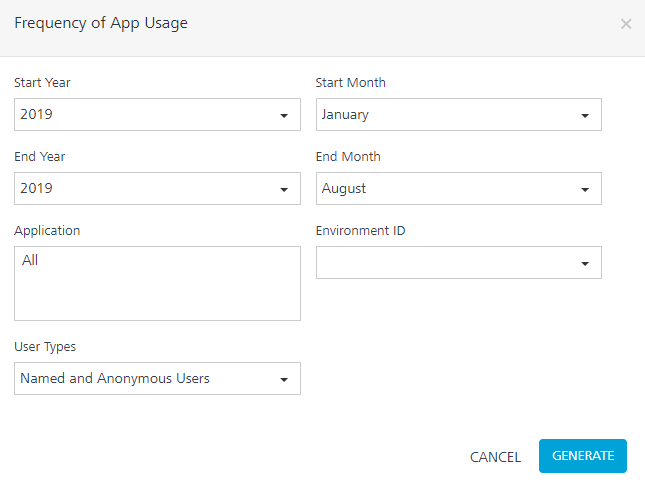 Frequency of App Usage
×
Start Year
Start Month
2019
January
End Year
End Month
2019
August
Application
Environment ID
All
User Types
Named and Anonymous Users
CANCEL
GENERATE